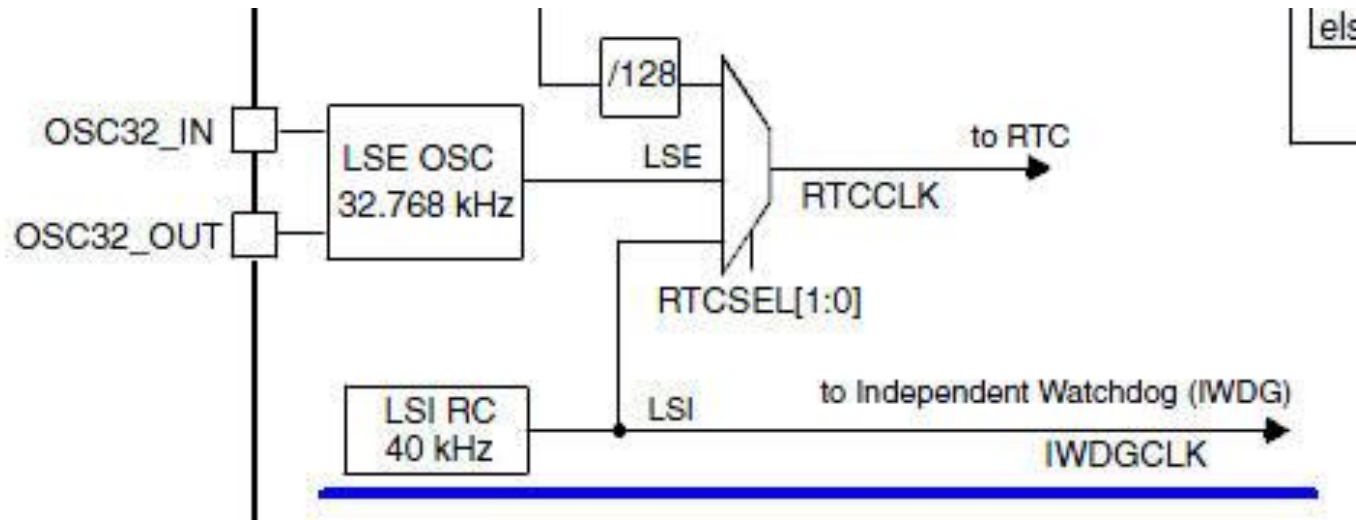 els
/128
OSC32_IN
LSE OSC
32.768 kHz
LSE
to RTC
RTCCLK
OSC32_OUT
RTCSEL[1:0]
LSI RC
40 kHz
LSI
to Independent Watchdog (IWDG)
IWDGCLK